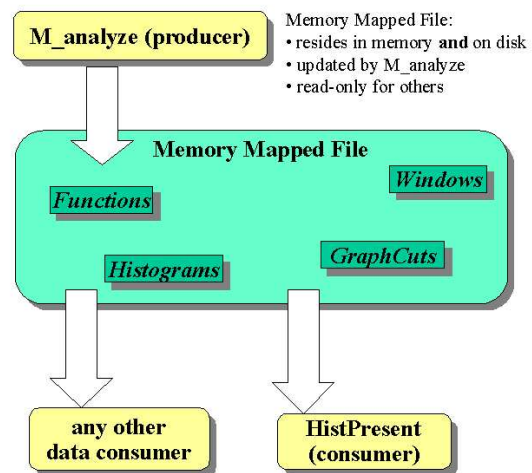 M_analyze (producer)
Memory Mapped File:
• resides in memory and on disk
• updated by M_analyze
• read-only for others
Memory Mapped File
Windows
Functions
GraphCuts
Histograms
any other
data consumer
HistPresent
(consumer)